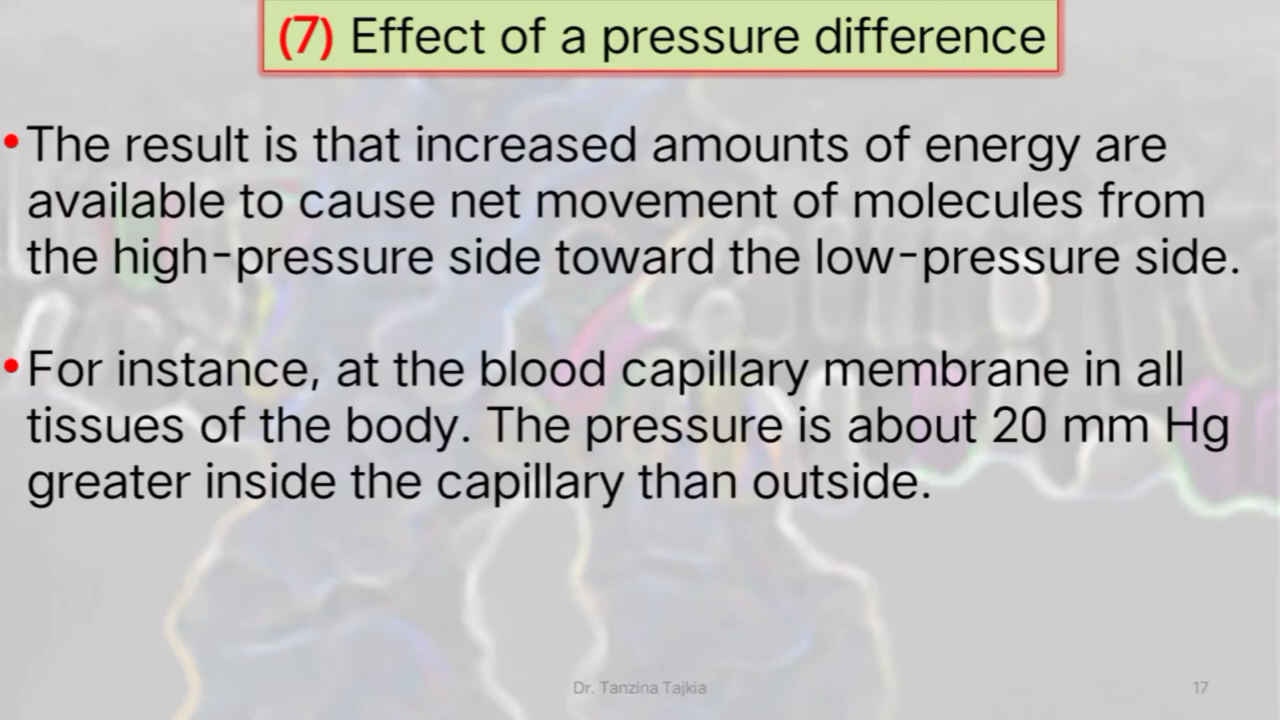 (7) Effect of a pressure difference
•The result is that increased amounts of energy are
available to cause net movement of molecules from
the high-pressure side toward the low-pressure side.
•For instance, at the blood capillary membrane in all
tissues of the body. The pressure is about 20 mm Hg
greater inside the capillary than outside.
Dr. Tanzina Tajkia
17